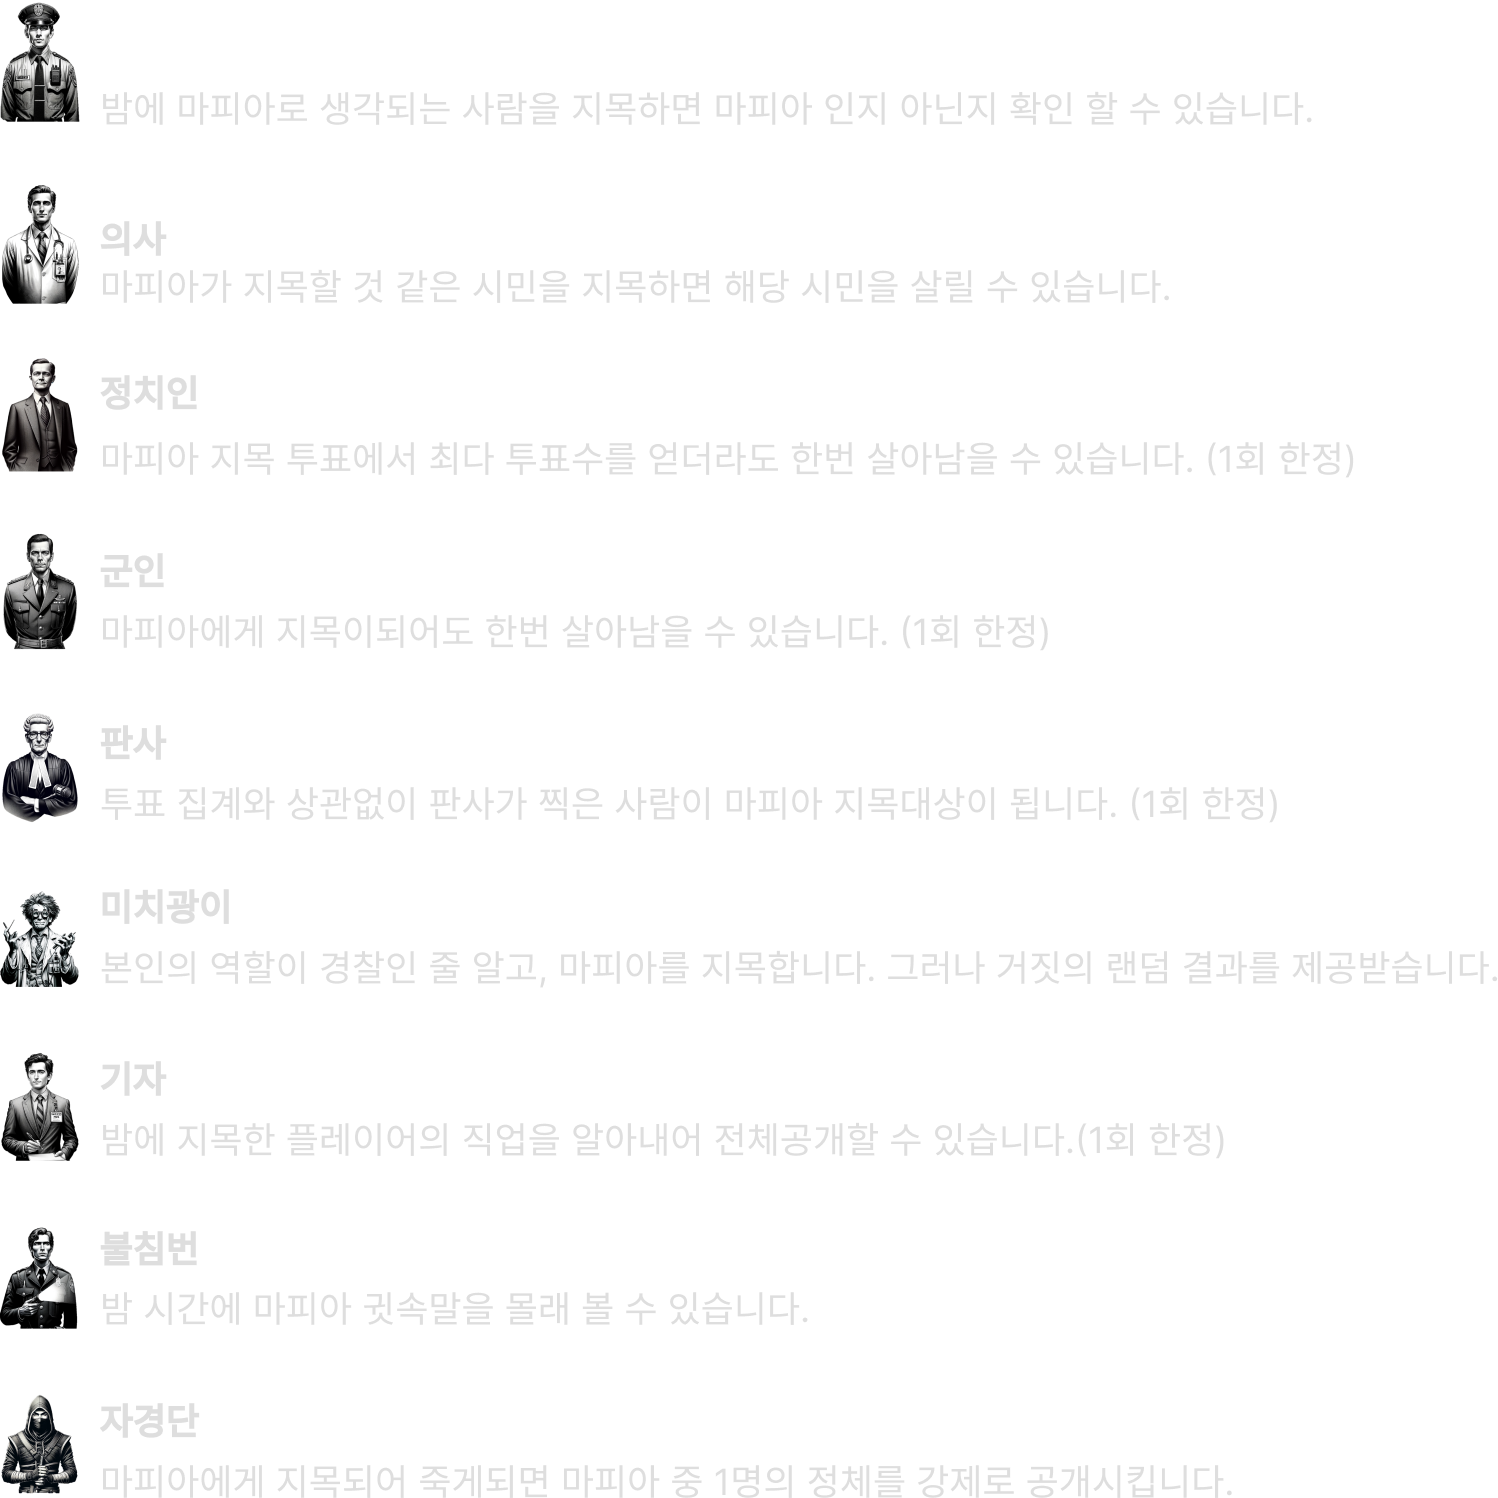 밤에 마피아로 생각되는 사람을 지목하면 마피아 인지 아닌지 확인 할 수 있습니다.
의사
마피아가 지목할 것 같은 시민을 지목하면 해당 시민을 살릴 수 있습니다.
정치인
마피아 지목 투표에서 최다 투표수를 얻더라도 한번 살아남을 수 있습니다. (1회 한정)
군인
마피아에게 지목이되어도 한번 살아남을 수 있습니다. (1회 한정)
판사
투표 집계와 상관없이 판사가 찍은 사람이 마피아 지목대상이 됩니다. (1회 한정)
미치광이
본인의 역할이 경찰인 줄 알고, 마피아를 지목합니다. 그러나 거짓의 랜덤 결과를 제공받습니다.
기자
밤에 지목한 플레이어의 직업을 알아내어 전체공개할 수 있습니다.(1회 한정)
불침번
밤 시간에 마피아 귓속말을 몰래 볼 수 있습니다.
자경단
마피아에게 지목되어 죽게되면 마피아 중 1명의 정체를 강제로 공개시킵니다.